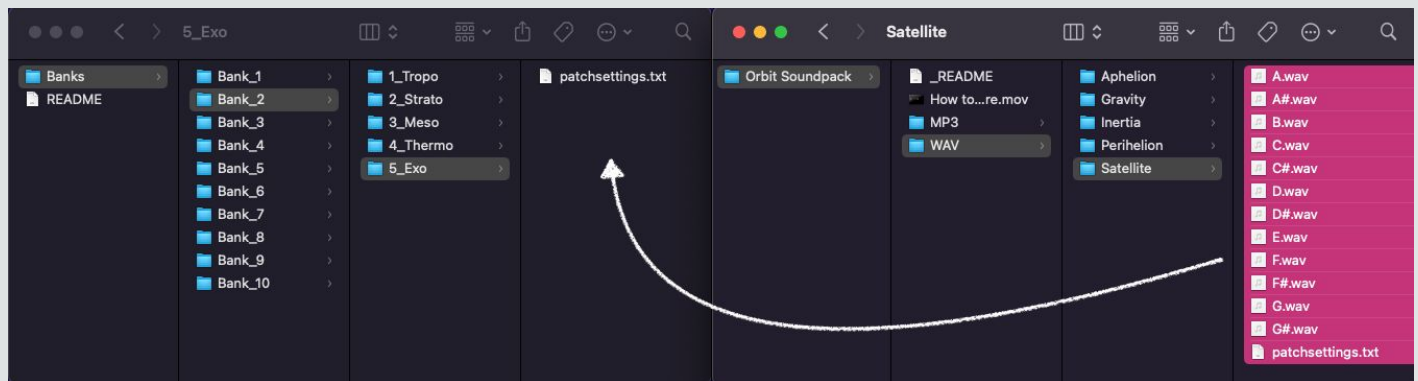 5_Exo
Banks
README
Bank_1
Bank_2
Bank_3
Bank_4
Bank_5
Bank_6
Bank_7
Bank_8
Bank_9
Bank_10
1_Tropo
2_Strato
3_Meso
4_Thermo
5_Exo
patchsettings.txt
Satellite
Orbit Soundpack
_README
How to...re.mov
MP3
WAV
Aphelion
Gravity
Inertia
Perihelion
Satellite
A.wav
A#.wav
B.wav
C.wav
C#.wav
D.wav
D#.wav
E.wav
F.wav
F#.wav
G.wav
G#.wav
patchsettings.txt